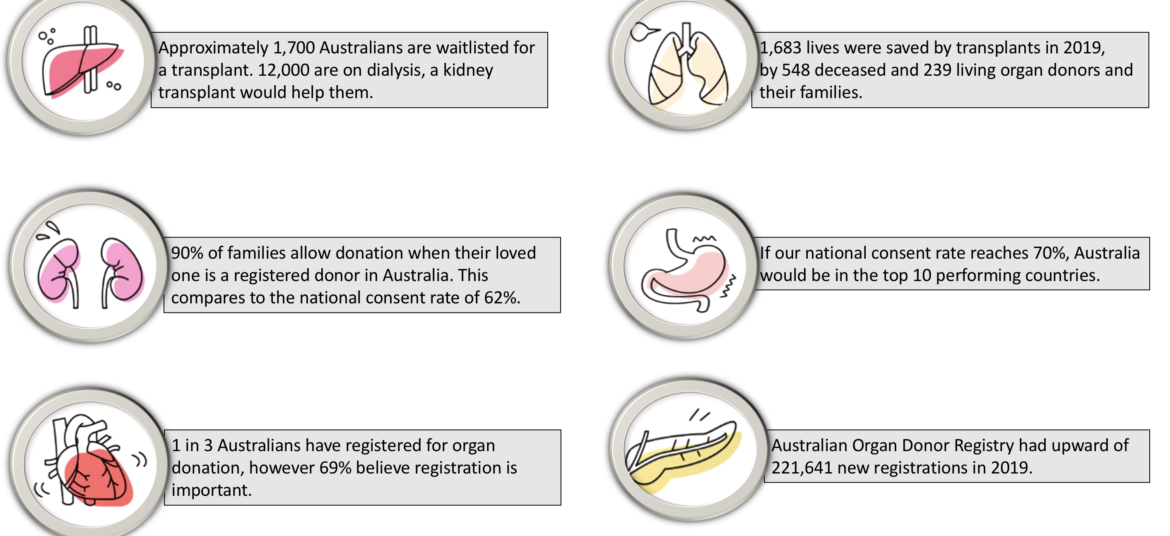 Approximately 1,700 Australians are waitlisted for
a transplant. 12,000 are on dialysis, a kidney
transplant would help them.
1,683 lives were saved by transplants in 2019,
by 548 deceased and 239 living organ donors and
their families.
90% of families allow donation when their loved
one is a registered donor in Australia. This
compares to the national consent rate of 62%.
If our national consent rate reaches 70%, Australia
would be in the top 10 performing countries.
1 in 3 Australians have registered for organ
donation, however 69% believe registration is
important.
Australian Organ Donor Registry had upward of
221,641 new registrations in 2019.